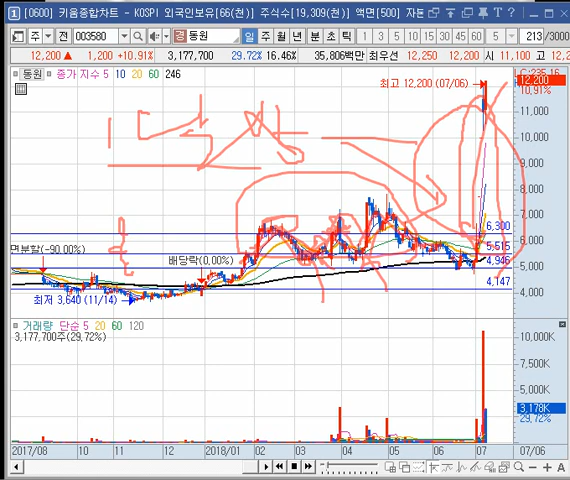 [0600] 키움종합차트 - KOSPI 외국인보유[66(천)] 주식수[19,309(천)] 액면[500] 자본
주 003580 경 동원 일 주 월 분 초 틱 1 3 5 10 15 20 30 45 60 213 /3000
12,200 ▲ 1,200 +10.91% 3,177,700 29.72% 16.46% 35,806백만 최우선 12,250 12,200 시 11,100 고 12,2
동원 종가 지수 5 10 20 60 246
C:235.16
최고 12,200 (07/06)
12,200
10.91%
11,000
10,000
9,000
8,000
7,000
6,300
6,000
면분할(-90.00%)
5,515
배당락(0.00%)
5,000
4,946
4,147
4,000
최저 3,640 (11/14)
거래량 단순 5 20 60 120
3,177,700주(29.72%)
10,000K
7,500K
5,000K
3,178K
29.72%
2017/08 10 11 2018/01 02 03 04 05 06 07 07/06